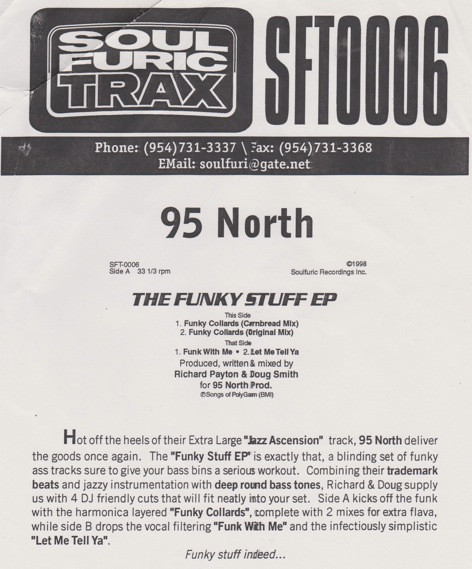 SOUL
FURIC
TRAX
SFT0006
Phone: (954)731-3337 \ Fax: (954)731-3368
EMail: soulfuri@gate.net
95 North
SFT-0006
Side A 33 1/3 rpm
©1998
Soulfuric Recordings Inc.
THE FUNKY STUFF EP
This Side
1. Funky Collards (Cornbread Mix)
2. Funky Collards (Original Mix)
That Side
1. Funk With Me • 2. Let Me Tell Ya
Produced, written & mixed by
Richard Payton & Doug Smith
for 95 North Prod.
℗Songs of PolyGam (BMI)
Hot off the heels of their Extra Large "Jazz Ascension" track, 95 North deliver
the goods once again. The "Funky Stuff EP" is exactly that, a blinding set of funky
ass tracks sure to give your bass bins a serious workout. Combining their trademark
beats and jazzy instrumentation with deep round bass tones, Richard & Doug supply
us with 4 DJ friendly cuts that will fit neatly into your set. Side A kicks off the funk
with the harmonica layered "Funky Collards", complete with 2 mixes for extra flava,
while side B drops the vocal filtering "Funk With Me" and the infectiously simplistic
"Let Me Tell Ya".
Funky stuff indeed...